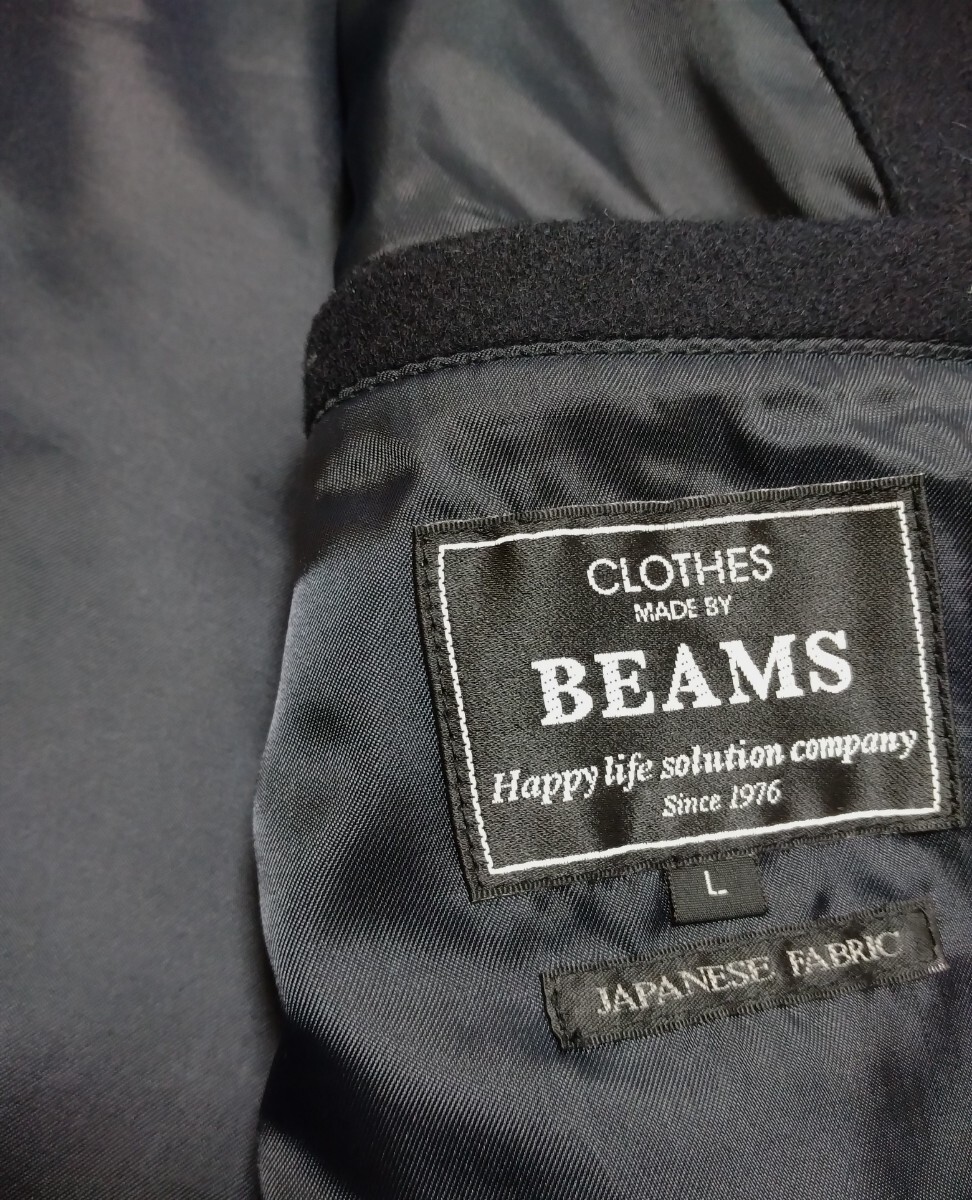 CLOTHES
MADE BY
BEAMS
Happy life solution company
Since 1976
L
JAPANESE FABRIC